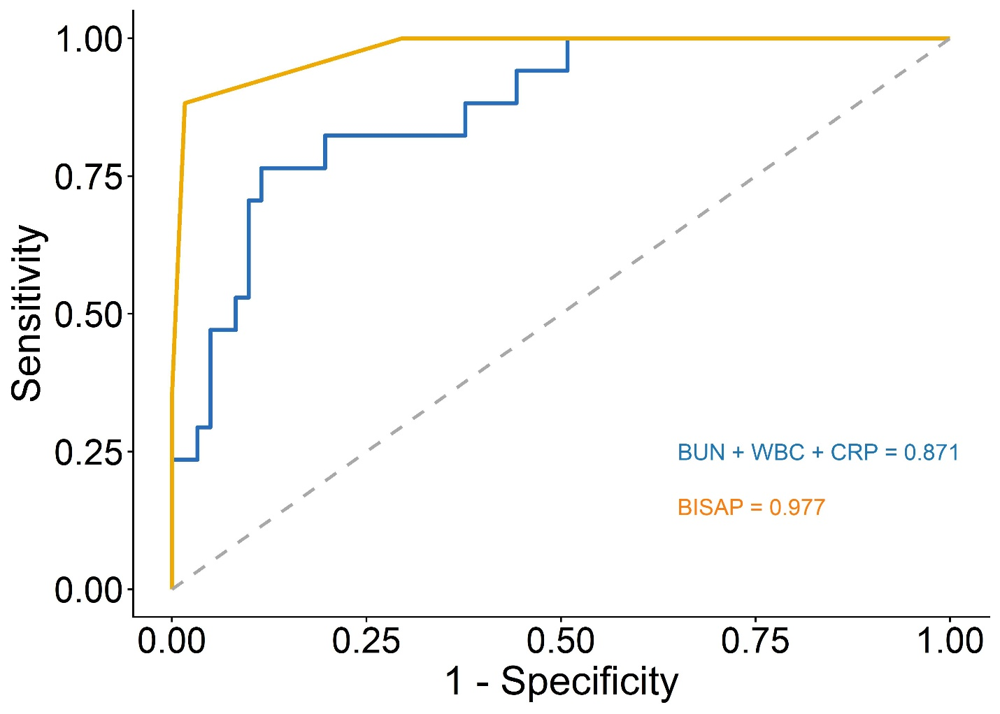 1.00
0.75
0.50
0.25
0.00
Sensitivity
BUN + WBC + CRP = 0.871
BISAP = 0.977
0.00 0.25 0.50 0.75 1.00
1 - Specificity